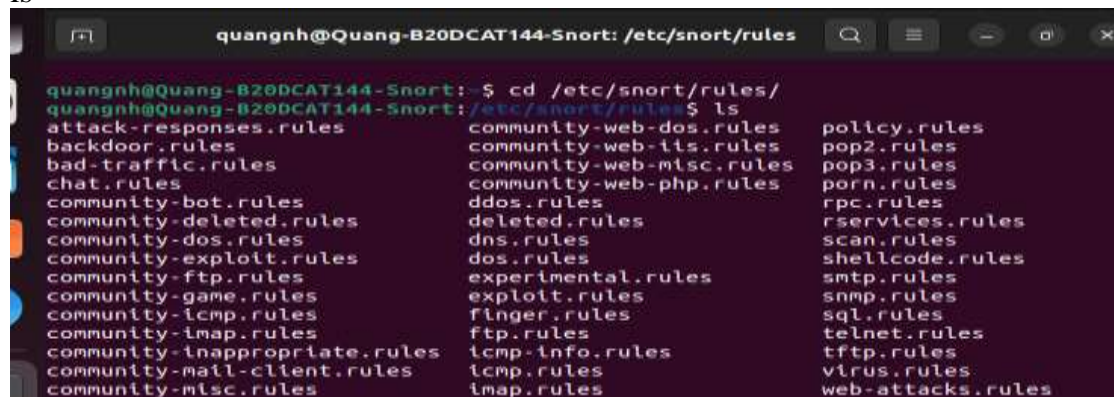 quangnh@Quang-B20DCAT144-Snort: /etc/snort/rules
quangnh@Quang-B20DCAT144-Snort:~$ cd /etc/snort/rules/
quangnh@Quang-B20DCAT144-Snort:/etc/snort/rules$ ls
attack-responses.rules community-web-dos.rules policy.rules
backdoor.rules community-web-iis.rules pop2.rules
bad-traffic.rules community-web-misc.rules pop3.rules
chat.rules community-web-php.rules porn.rules
community-bot.rules ddos.rules rpc.rules
community-deleted.rules deleted.rules rservices.rules
community-dos.rules dns.rules scan.rules
community-exploit.rules dos.rules shellcode.rules
community-ftp.rules experimental.rules smtp.rules
community-game.rules exploit.rules snmp.rules
community-icmp.rules finger.rules sql.rules
community-imap.rules ftp.rules telnet.rules
community-inappropriate.rules icmp-info.rules tftp.rules
community-mail-client.rules icmp.rules virus.rules
community-misc.rules imap.rules web-attacks.rules